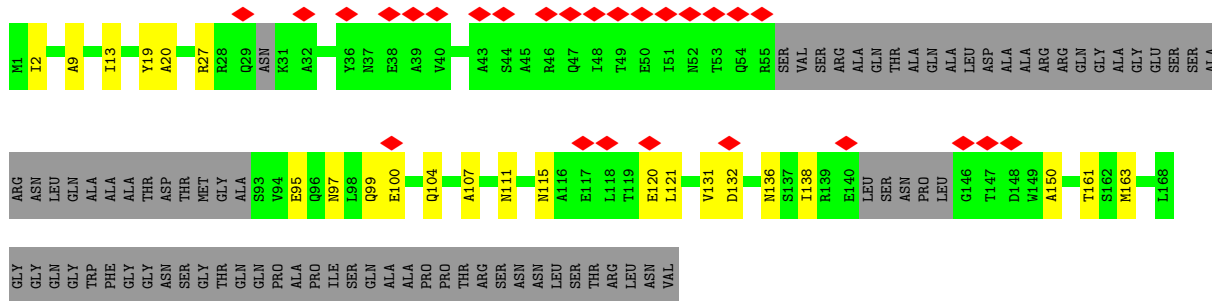 M1 I2 A9 I13 Y19 A20 R27 R28 Q29 ASN K31 A32 Y36 N37 E38 A39 V40 A43 S44 A45 R46 Q47 I48 T49 E50 I51 N52 T53 Q54 R55 SER VAL SER ARG ALA GLN THR ALA GLN ALA LEU ASP ALA ALA ARG ARG GLN GLY ALA GLY GLU SER SER ALA
ARG ASN LEU GLN ALA ALA ALA THR ASP THR MET GLY ALA S93 V94 E95 Q96 N97 L98 Q99 E100 Q104 A107 N111 N115 A116 E117 L118 T119 E120 L121 V131 D132 N136 S137 I138 R139 E140 LEU SER ASN PRO LEU G146 T147 D148 W149 A150 T161 S162 M163 L168
GLY GLY GLN GLY TRP PHE GLY GLY ASN SER GLY THR GLN GLN PRO ALA PRO ILE SER GLN ALA ALA PRO PRO THR ARG SER ASN ASN LEU SER THR ARG LEU ASN VAL